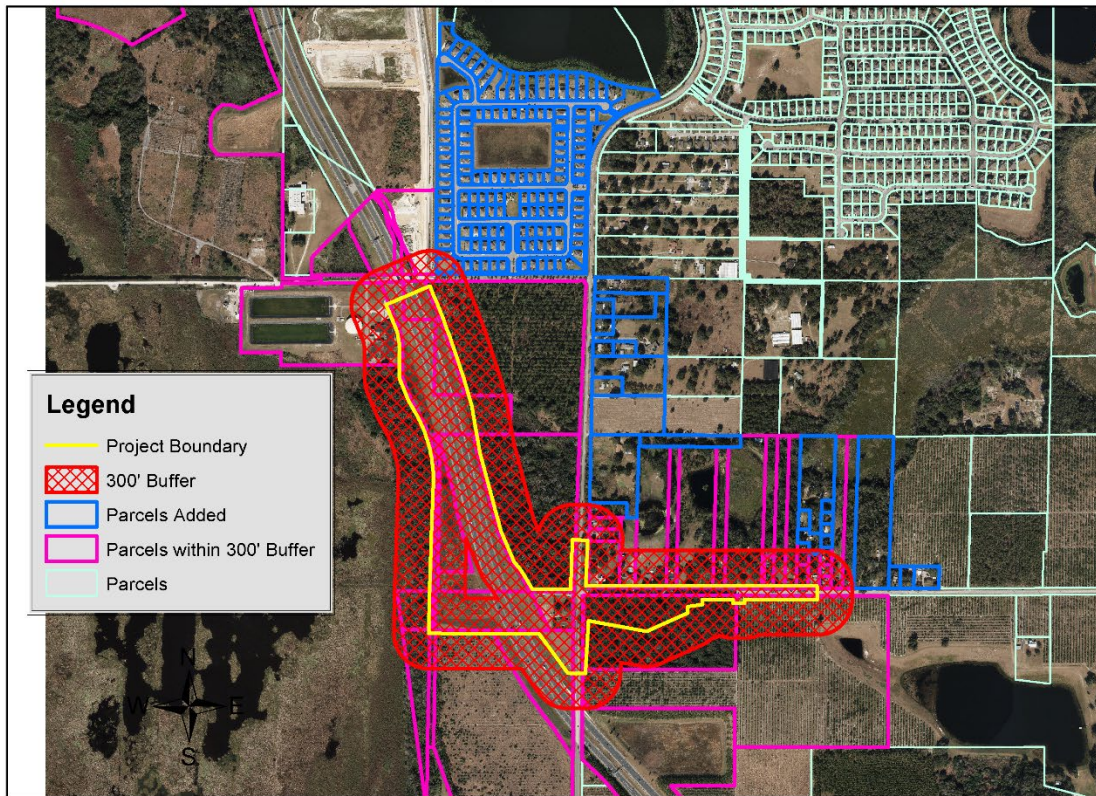 Legend
Project Boundary
300' Buffer
Parcels Added
Parcels within 300' Buffer
Parcels
N
W E
S